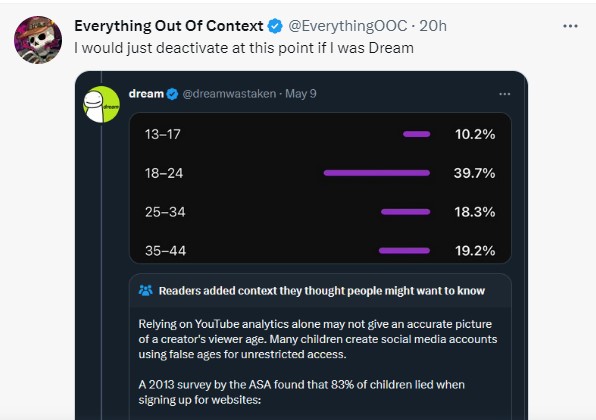 Everything Out Of Context @EverythingOOC · 20h
I would just deactivate at this point if I was Dream
dream @dreamwastaken · May 9
13–17 10.2%
18–24 39.7%
25–34 18.3%
35–44 19.2%
Readers added context they thought people might want to know
Relying on YouTube analytics alone may not give an accurate picture
of a creator's viewer age. Many children create social media accounts
using false ages for unrestricted access.
A 2013 survey by the ASA found that 83% of children lied when
signing up for websites: